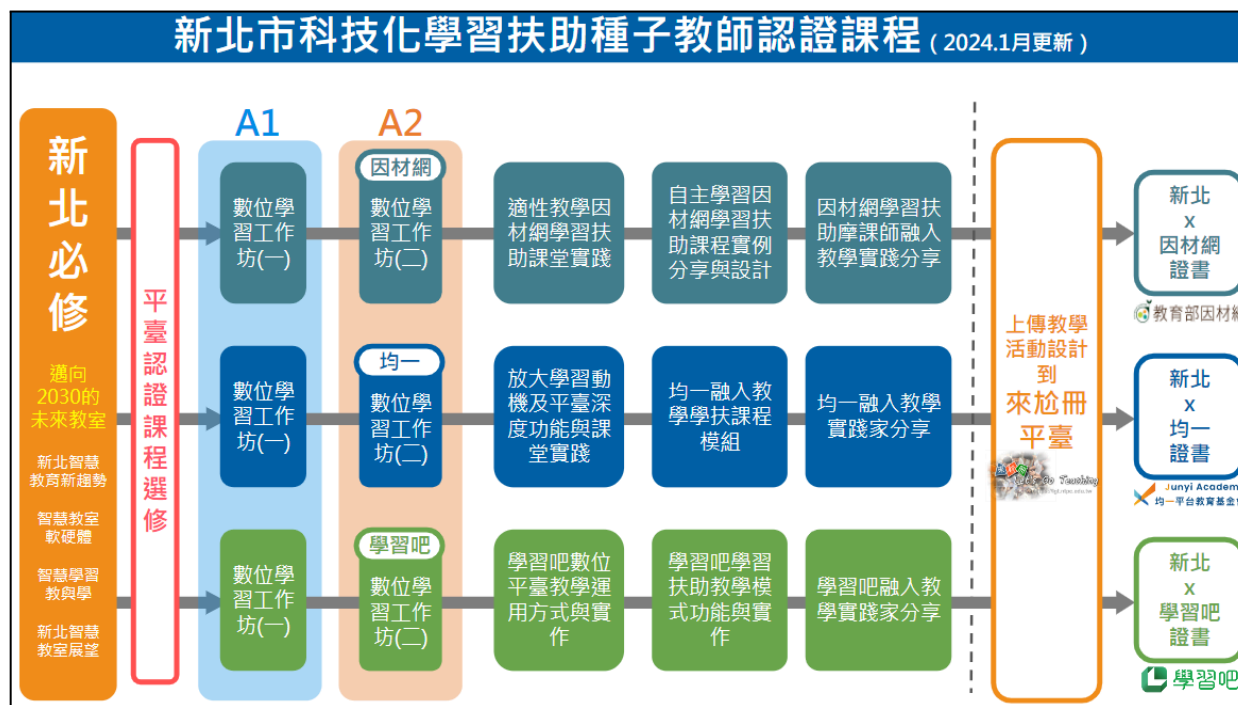 新北市科技化學習扶助種子教師認證課程(2024.1月更新)
新
北
必
修
邁向
2030的
未來教室
新北智慧
教育新趨勢
智慧教室
軟硬體
智慧學習
教與學
新北智慧
教室展望
平臺認證課程選修
A1
A2
數位學
習工作
坊(一)
因材網
數位學
習工作
坊(二)
適性教學因
材網學習扶
助課堂實踐
自主學習因
材網學習扶
助課程實例
分享與設計
因材網學習扶
助摩課師融入
教學實踐分享
數位學
習工作
坊(一)
均一
數位學
習工作
坊(二)
放大學習動
機及平臺深
度功能與課
堂實踐
均一融入教
學學扶課程
模組
均一融入教學
實踐家分享
數位學
習工作
坊(一)
學習吧
數位學
習工作
坊(二)
學習吧數位
平臺教學運
用方式與實
作
學習吧學習
扶助教學模
式功能與實
作
學習吧融入教
學實踐家分享
上傳教學
活動設計
到
來尬冊
平臺
Go Teaching
新北
x
因材網
證書
教育部因材網
新北
x
均一
證書
Junyi Academ
均一平台教育基金會
新北
x
學習吧
證書
學習吧